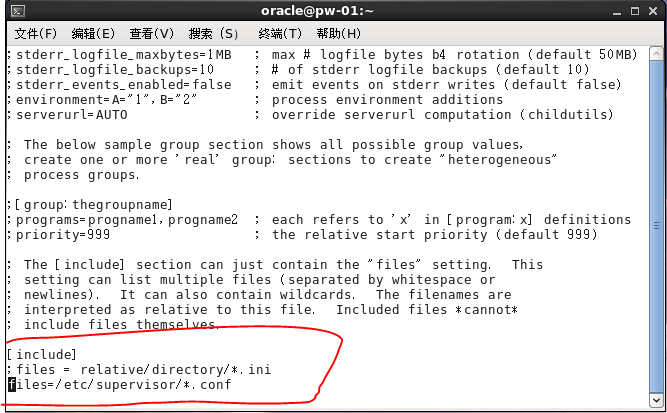 oracle@pw-01:~
文件(F) 编辑(E) 查看(V) 搜索 (S) 终端(T) 帮助(H)
; stderr_logfile_maxbytes=1MB ; max # logfile bytes b4 rotation (default 50MB)
; stderr_logfile_backups=10 ; # of stderr logfile backups (default 10)
; stderr_events_enabled=false ; emit events on stderr writes (default false)
; environment=A="1",B="2" ; process environment additions
; serverurl=AUTO ; override serverurl computation (childutils)
; The below sample group section shows all possible group values,
; create one or more 'real' group: sections to create "heterogeneous"
; process groups.
;[group:thegroupname]
; programs=progname1,progname2 ; each refers to 'x' in [program:x] definitions
; priority=999 ; the relative start priority (default 999)
; The [include] section can just contain the "files" setting. This
; setting can list multiple files (separated by whitespace or
; newlines). It can also contain wildcards. The filenames are
; interpreted as relative to this file. Included files *cannot*
; include files themselves.
[include]
; files = relative/directory/*.ini
files=/etc/supervisor/*.conf